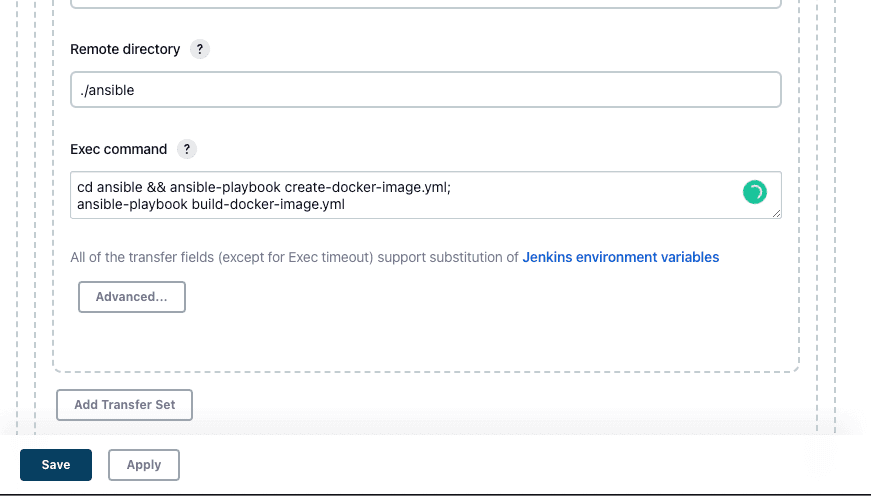 Remote directory ?
./ansible
Exec command ?
cd ansible && ansible-playbook create-docker-image.yml;
ansible-playbook build-docker-image.yml
All of the transfer fields (except for Exec timeout) support substitution of Jenkins environment variables
Advanced...
Add Transfer Set
Save Apply